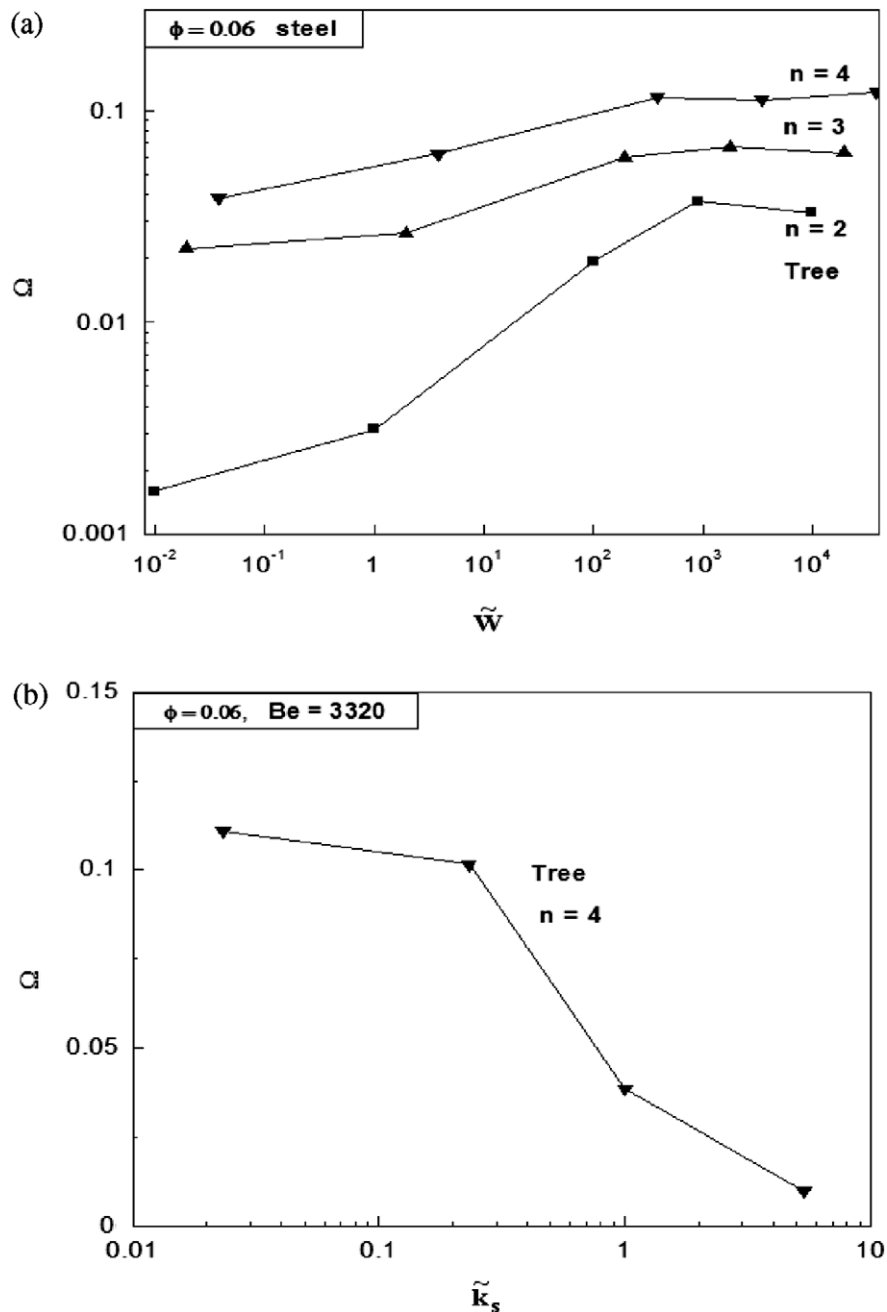 (a)
ϕ = 0.06 steel
n = 4
0.1
n = 3
n = 2
Tree
Ω
0.01
0.001
10⁻² 10⁻¹ 1 10¹ 10² 10³ 10⁴
W̃
(b)
0.15
ϕ = 0.06, Be = 3320
0.1
Tree
n = 4
Ω
0.05
0
0.01 0.1 1 10
k̃ₛ